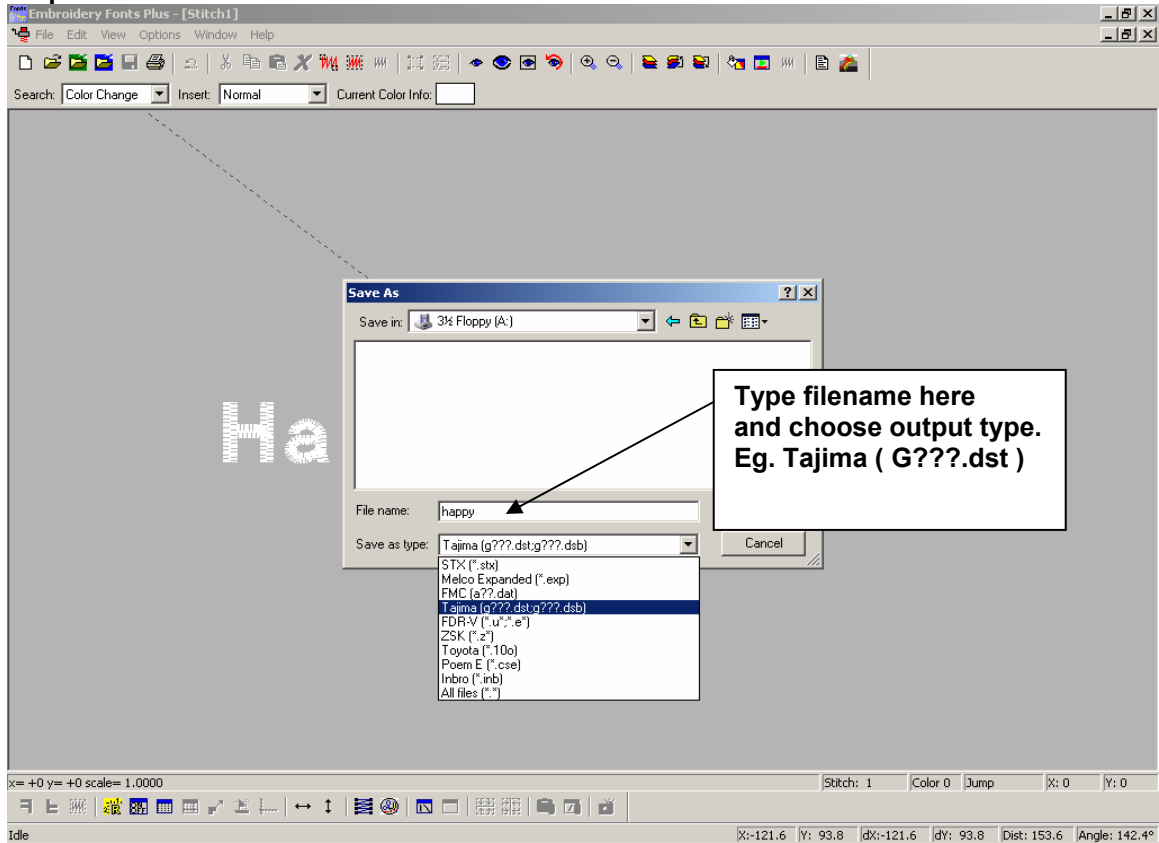 Embroidery Fonts Plus - [Stitch1]
File Edit View Options Window Help
Search: Color Change Insert: Normal Current Color Info:
Save As
Save in: 3½ Floppy (A:)
Ha
Type filename here
and choose output type.
Eg. Tajima ( G???.dst )
File name: happy
Save as type: Tajima (g???.dst;g???.dsb)
Cancel
STX (*.stx)
Melco Expanded (*.exp)
FMC (a??.dat)
Tajima (g???.dst;g???.dsb)
FDR-V (*.u*;*.e*)
ZSK (*.z*)
Toyota (*.10o)
Poem E (*.cse)
Inbro (*.inb)
All files (*.*)
x= +0 y= +0 scale= 1.0000 Stitch: 1 Color 0 Jump X: 0 Y: 0
Idle X:-121.6 Y: 93.8 dX:-121.6 dY: 93.8 Dist: 153.6 Angle: 142.4°